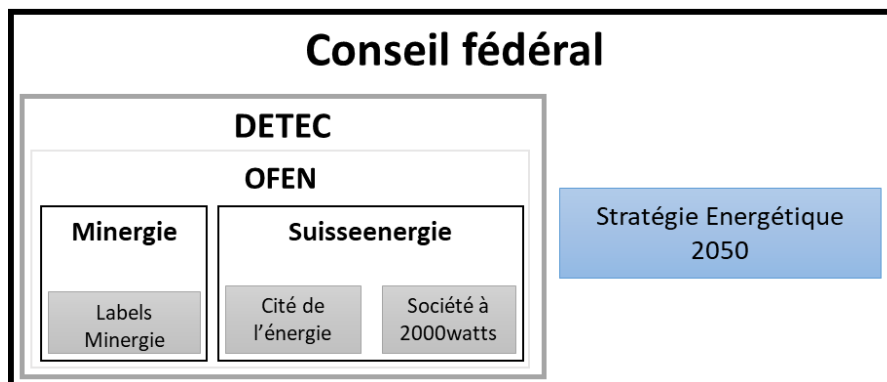 Conseil fédéral
DETEC
OFEN
Minergie
Suisseenergie
Labels
Minergie
Cité de
l'énergie
Société à
2000watts
Stratégie Energétique
2050